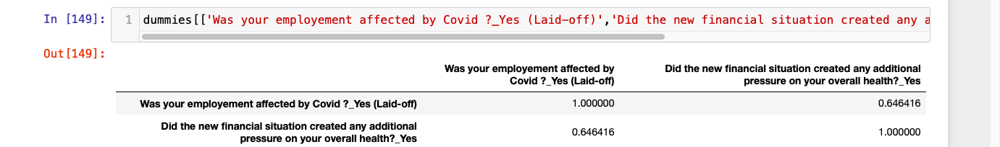 In [149]:
1 dummies[['Was your employement affected by Covid ?_Yes (Laid-off)','Did the new financial situation created any a
Out[149]:
Was your employement affected by
Covid ?_Yes (Laid-off)
Did the new financial situation created any additional
pressure on your overall health?_Yes
Was your employement affected by Covid ?_Yes (Laid-off) 1.000000 0.646416
Did the new financial situation created any additional
pressure on your overall health?_Yes 0.646416 1.000000